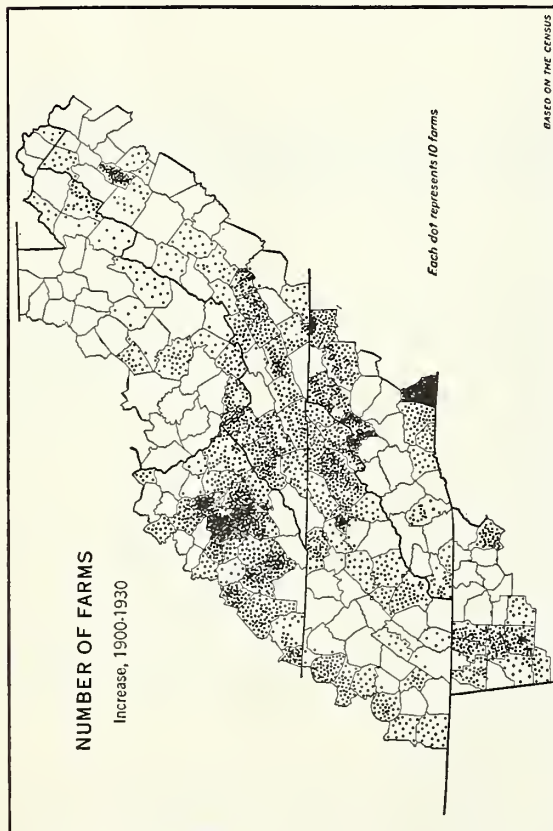 NUMBER OF FARMS
Increase, 1900-1930
Each dot represents 10 farms
BASED ON THE CENSUS